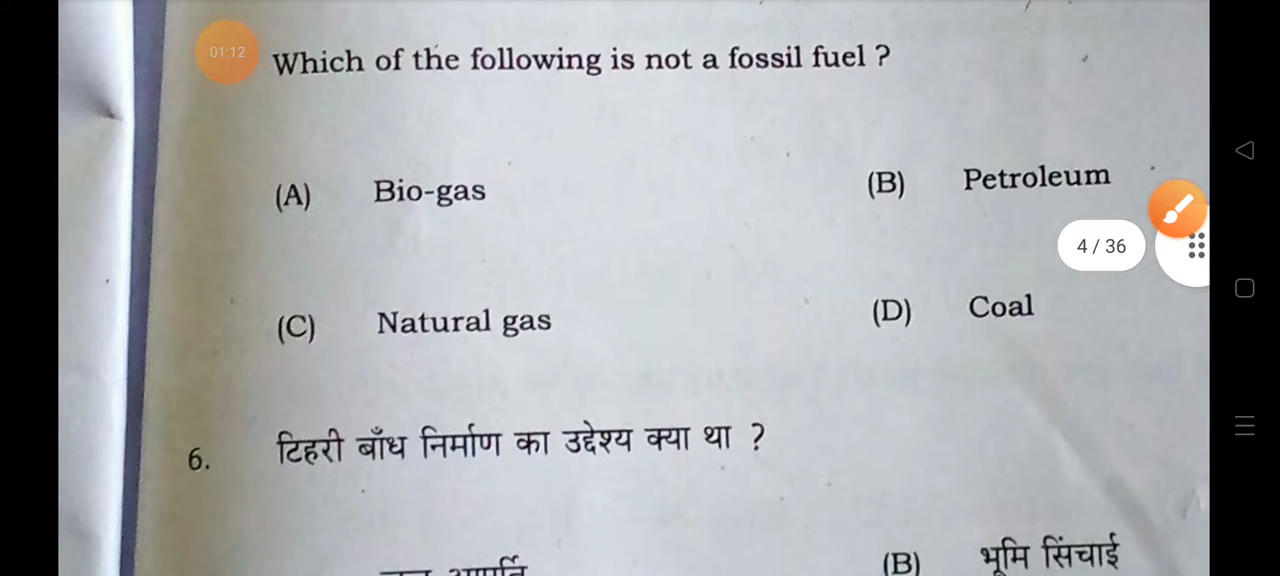 01:12
Which of the following is not a fossil fuel ?
(A) Bio-gas (B) Petroleum
4 / 36
(C) Natural gas (D) Coal
6. टिहरी बाँध निर्माण का उद्देश्य क्या था ?
(B) भूमि सिंचाई